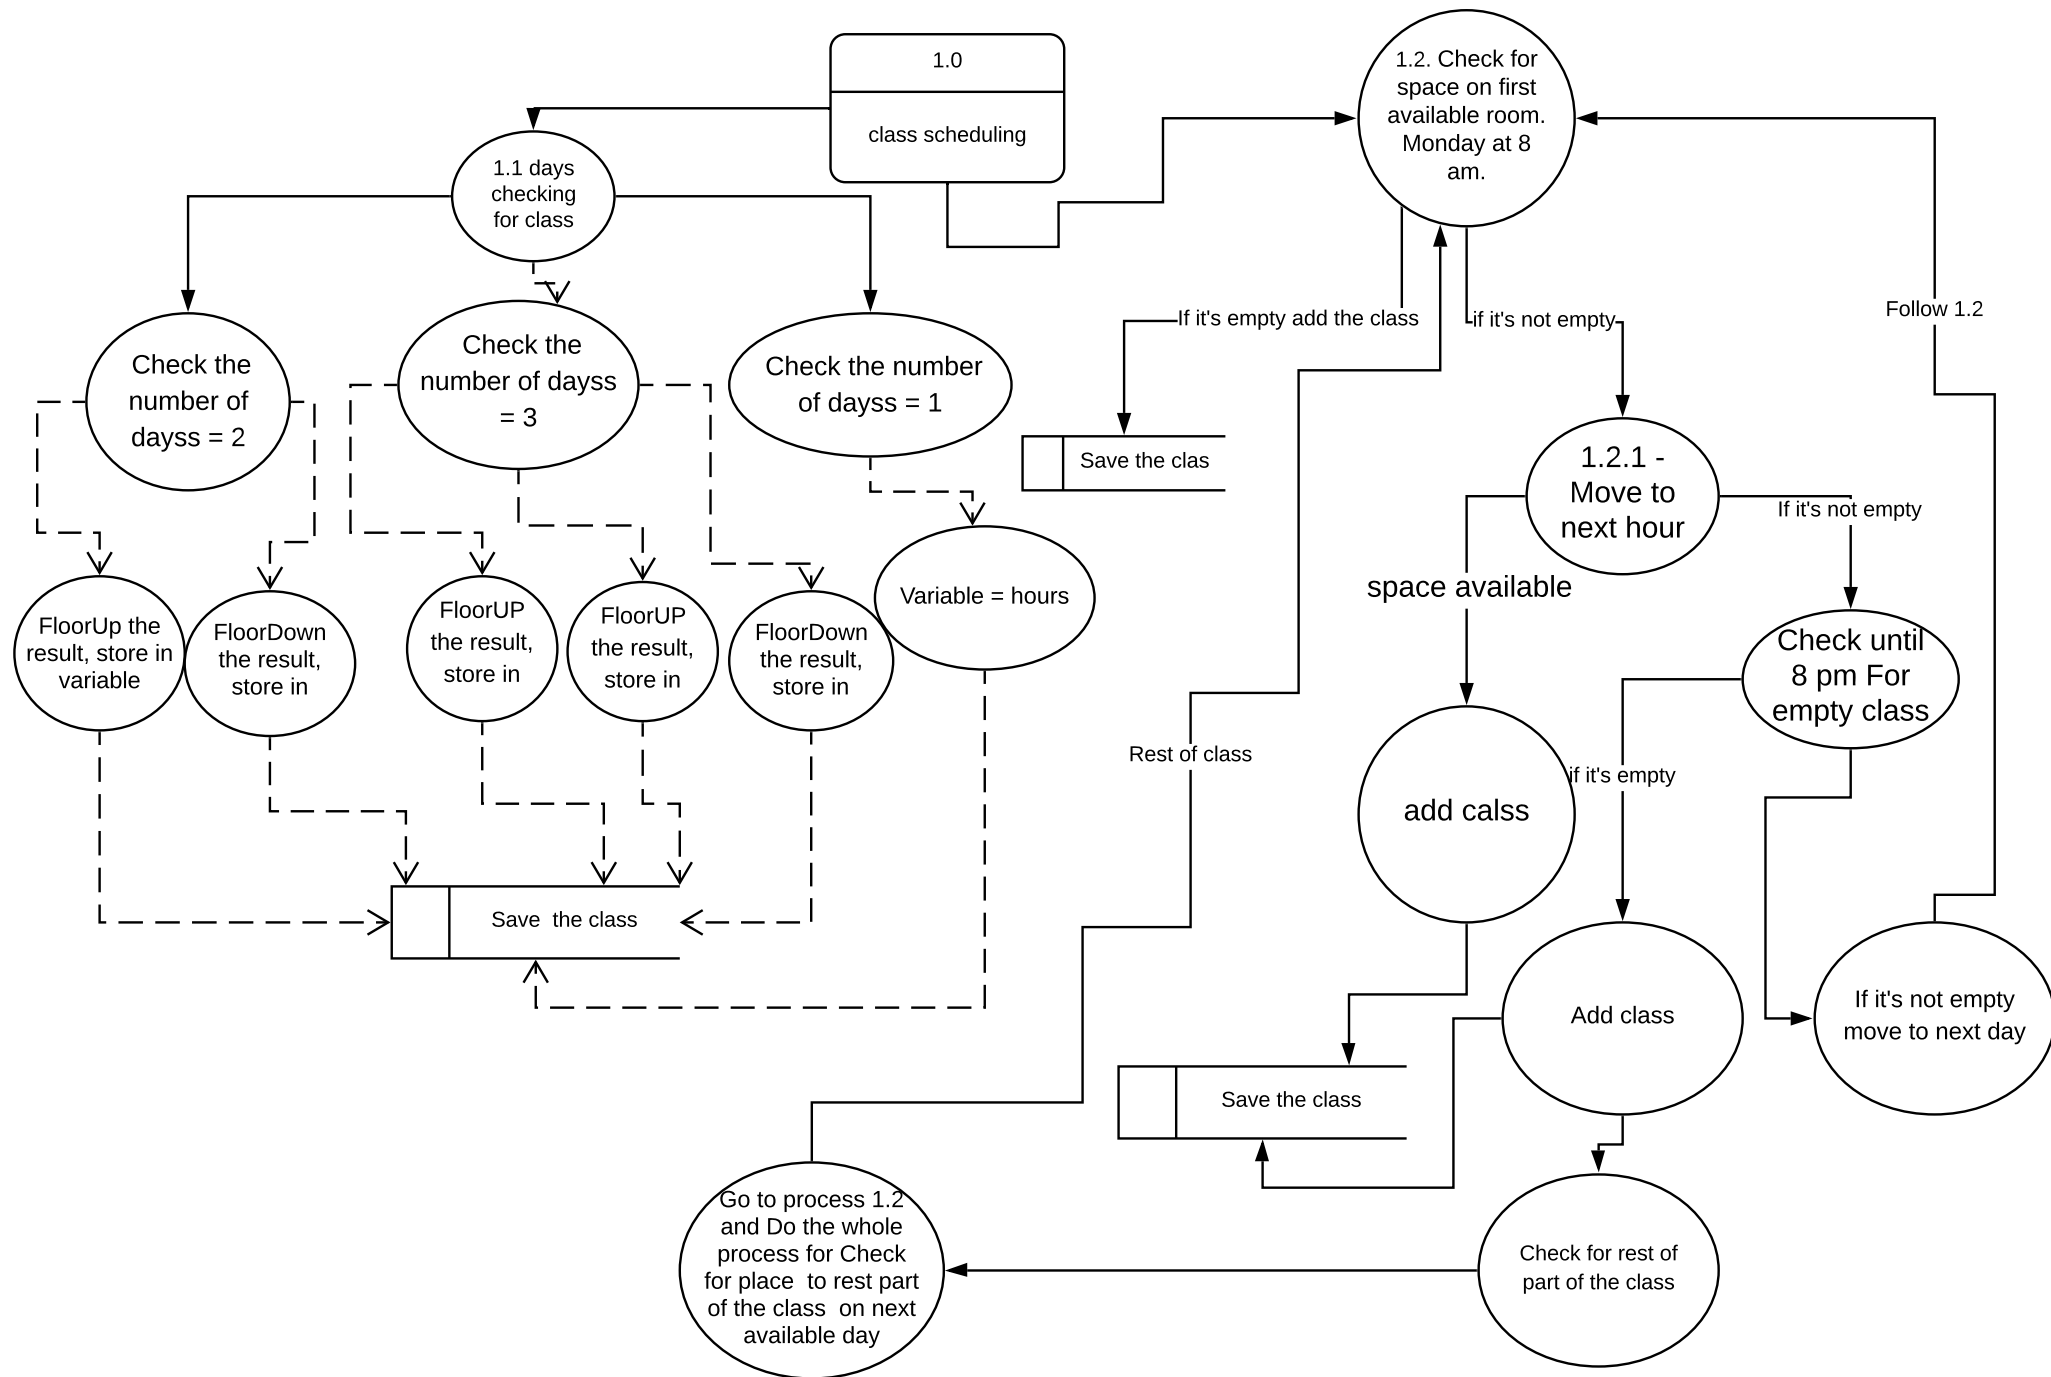 1.0
class scheduling
1.2. Check for
space on first
available room.
Monday at 8
am.
1.1 days
checking
for class
Follow 1.2
If it's empty add the class
if it's not empty
Check the
number of
dayss = 2
Check the
number of dayss
= 3
Check the number
of dayss = 1
Save the clas
1.2.1 -
Move to
next hour
If it's not empty
space available
FloorUp the
result, store in
variable
FloorDown
the result,
store in
FloorUP
the result,
store in
FloorUP
the result,
store in
FloorDown
the result,
store in
Variable = hours
Check until
8 pm For
empty class
Rest of class
if it's empty
add calss
Save  the class
Add class
If it's not empty
move to next day
Save the class
Go to process 1.2
and Do the whole
process for Check
for place  to rest part
of the class  on next
available day
Check for rest of
part of the class